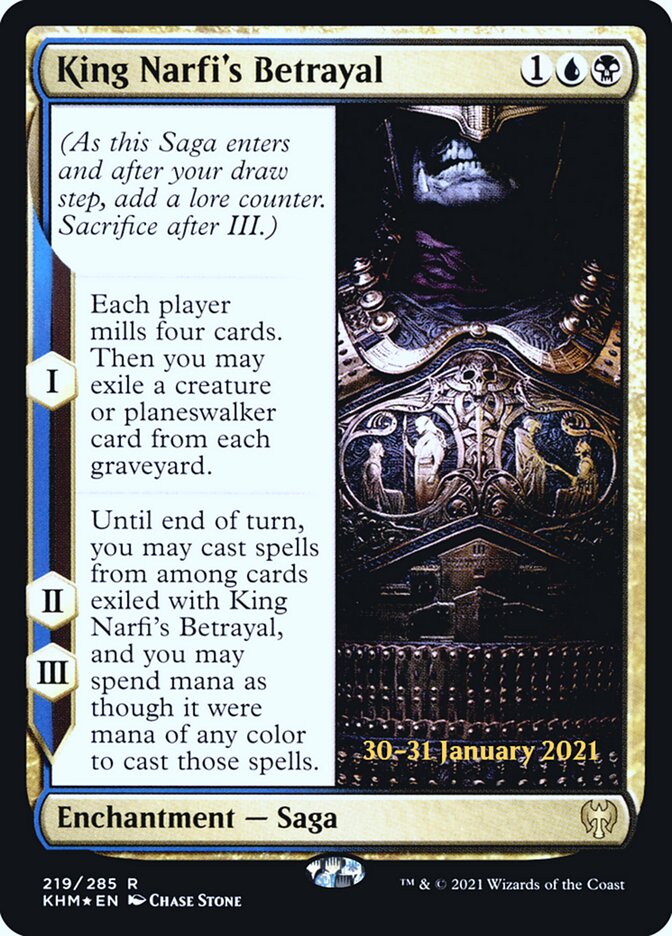 King Narfi's Betrayal
1
(As this Saga enters
and after your draw
step, add a lore counter.
Sacrifice after III.)
I
Each player
mills four cards.
Then you may
exile a creature
or planeswalker
card from each
graveyard.
II
III
Until end of turn,
you may cast spells
from among cards
exiled with King
Narfi's Betrayal,
and you may
spend mana as
though it were
mana of any color
to cast those spells.
30–31 January 2021
Enchantment — Saga
219/285 R
KHM★EN Chase Stone
™ & © 2021 Wizards of the Coast